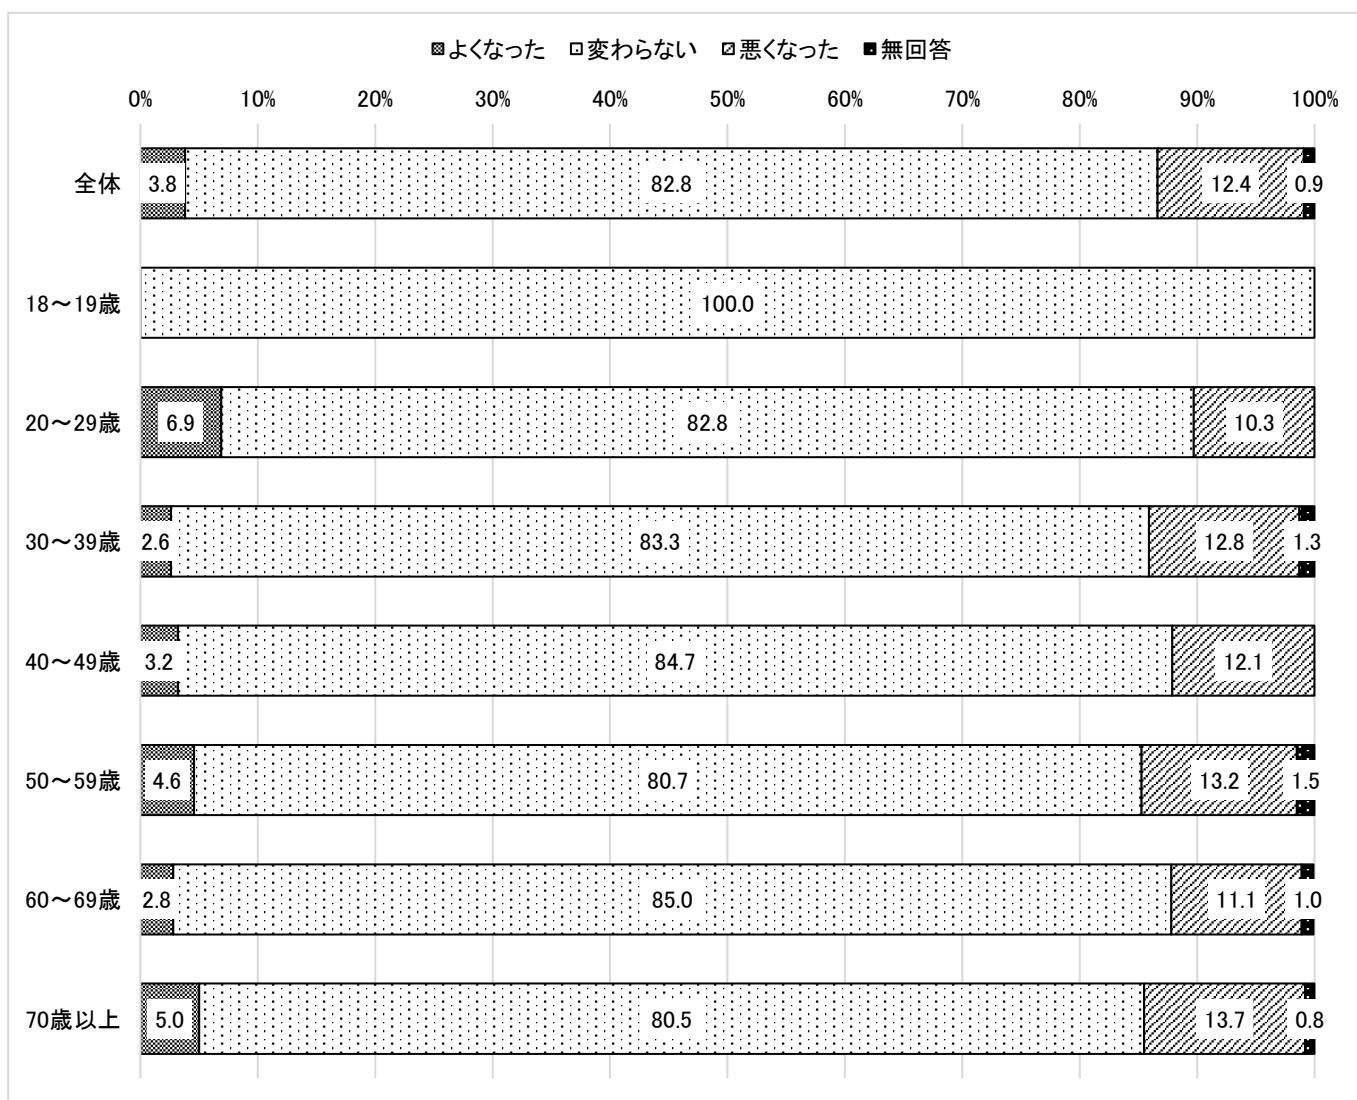 よくなった 変わらない 悪くなった 無回答
0% 10% 20% 30% 40% 50% 60% 70% 80% 90% 100%
全体 3.8 82.8 12.4 0.9
18～19歳 100.0
20～29歳 6.9 82.8 10.3
30～39歳 2.6 83.3 12.8 1.3
40～49歳 3.2 84.7 12.1
50～59歳 4.6 80.7 13.2 1.5
60～69歳 2.8 85.0 11.1 1.0
70歳以上 5.0 80.5 13.7 0.8